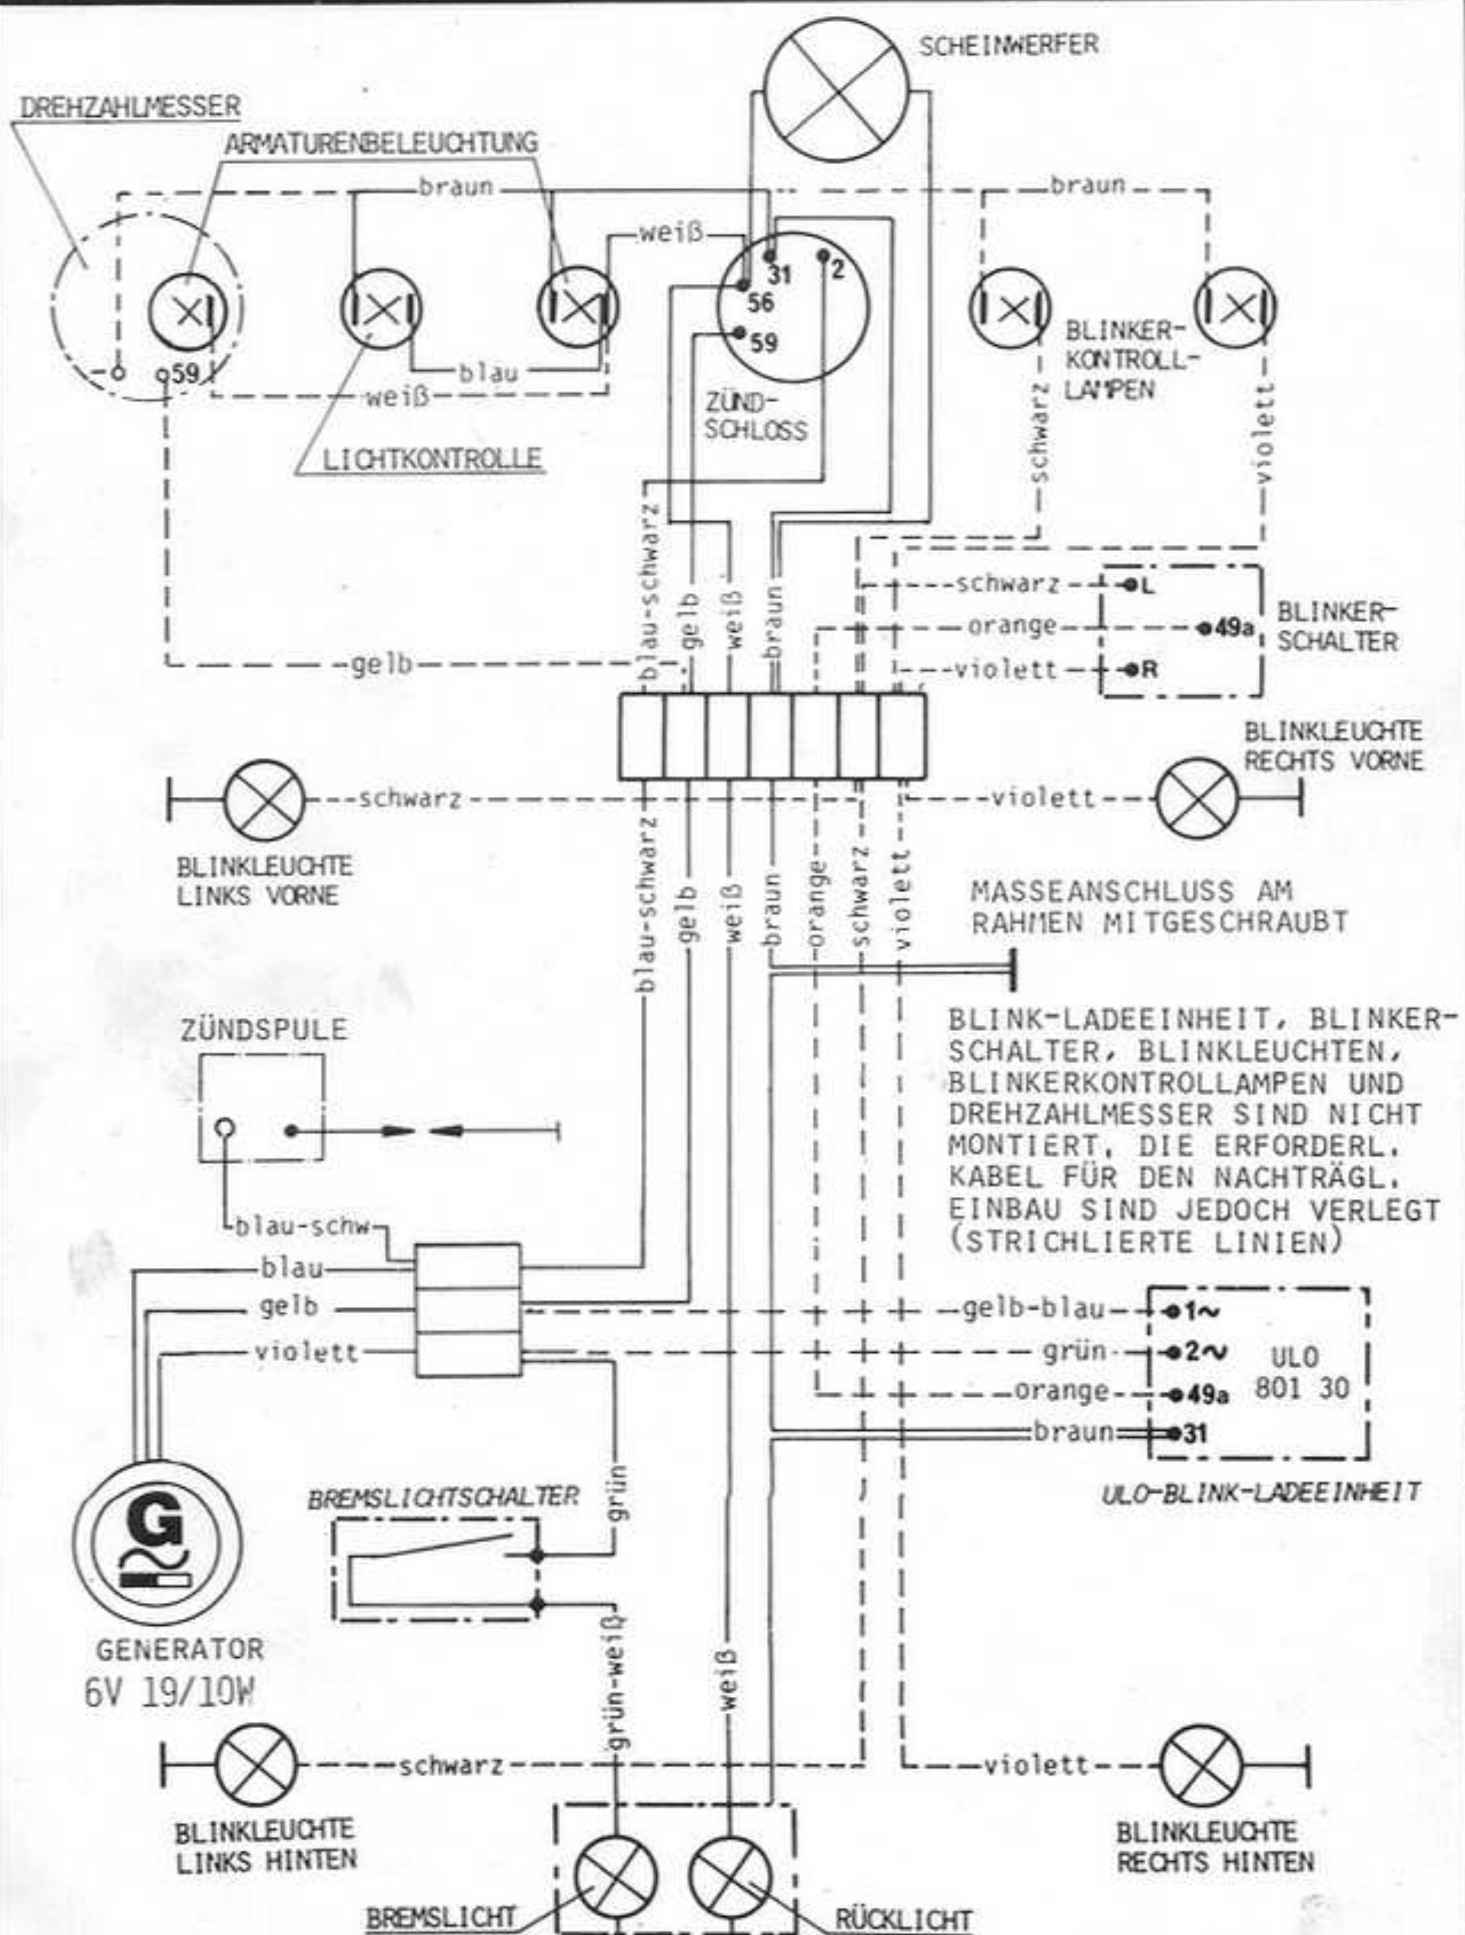 SCHEINWERFER
DREHZAHLMESSER
ARMATURENBELEUCHTUNG
braun
braun
weiß
31
2
56
59
59
blau
weiß
ZÜND-
SCHLOSS
BLINKER-
KONTROLL-
LAMPEN
LICHTKONTROLLE
schwarz
violett
blau-schwarz
gelb
weiß
braun
schwarz
L
orange
49a
BLINKER-
SCHALTER
gelb
violett
R
BLINKLEUCHTE
RECHTS VORNE
schwarz
violett
BLINKLEUCHTE
LINKS VORNE
blau-schwarz
gelb
weiß
braun
orange
schwarz
violett
MASSEANSCHLUSS AM
RAHMEN MITGESCHRAUBT
ZÜNDSPULE
BLINK-LADEEINHEIT, BLINKER-
SCHALTER, BLINKLEUCHTEN,
BLINKERKONTROLLAMPEN UND
DREHZAHLMESSER SIND NICHT
MONTIERT, DIE ERFORDERL.
KABEL FÜR DEN NACHTRÄGL.
EINBAU SIND JEDOCH VERLEGT
(STRICHLIERTE LINIEN)
blau-schw
blau
gelb
violett
gelb-blau
1~
grün
2~
ULO
801 30
orange
49a
braun
31
ULO-BLINK-LADEEINHEIT
BREMSLICHTSCHALTER
grün
G
GENERATOR
6V 19/10W
grün-weiß
weiß
schwarz
violett
BLINKLEUCHTE
LINKS HINTEN
BLINKLEUCHTE
RECHTS HINTEN
BREMSLICHT
RÜCKLICHT